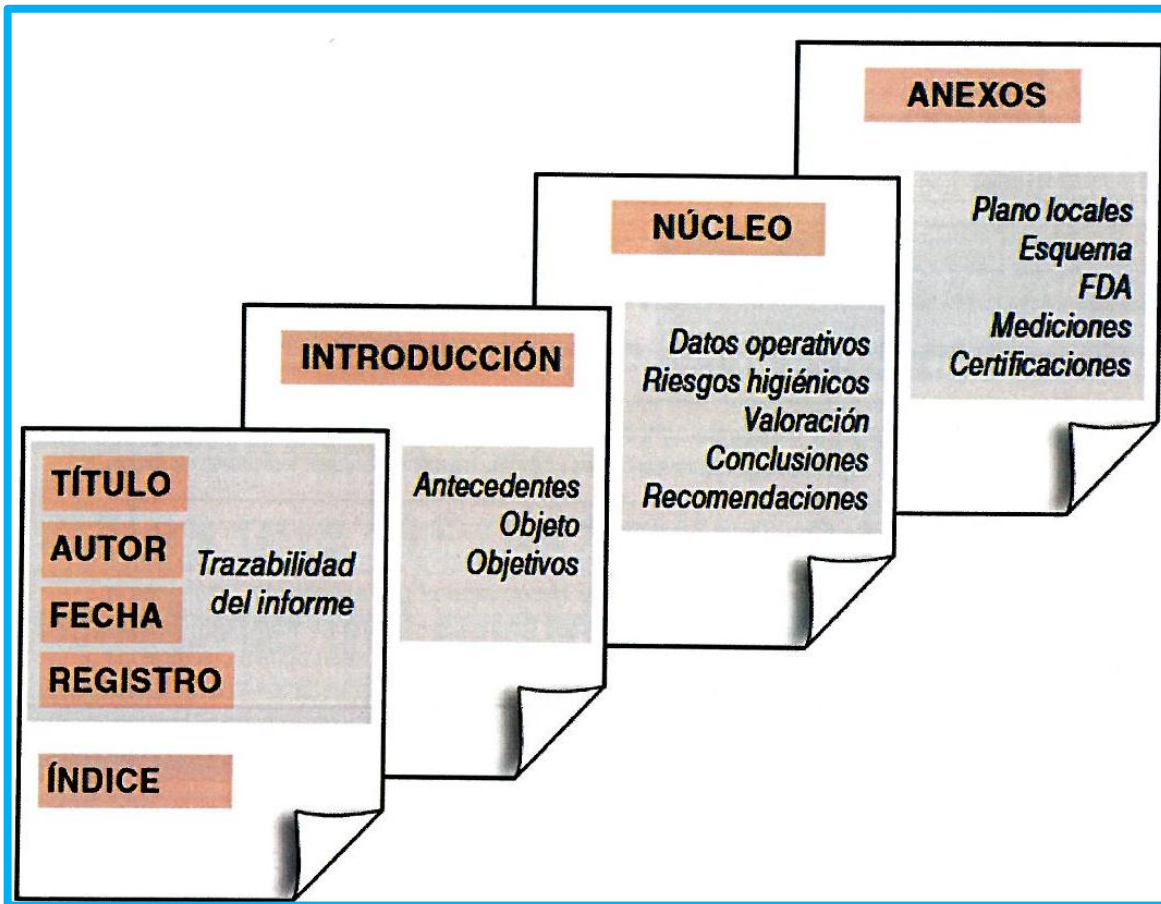 TÍTULO
AUTOR
FECHA
REGISTRO
Trazabilidad
del informe
ÍNDICE
INTRODUCCIÓN
Antecedentes
Objeto
Objetivos
NÚCLEO
Datos operativos
Riesgos higiénicos
Valoración
Conclusiones
Recomendaciones
ANEXOS
Plano locales
Esquema
FDA
Mediciones
Certificaciones